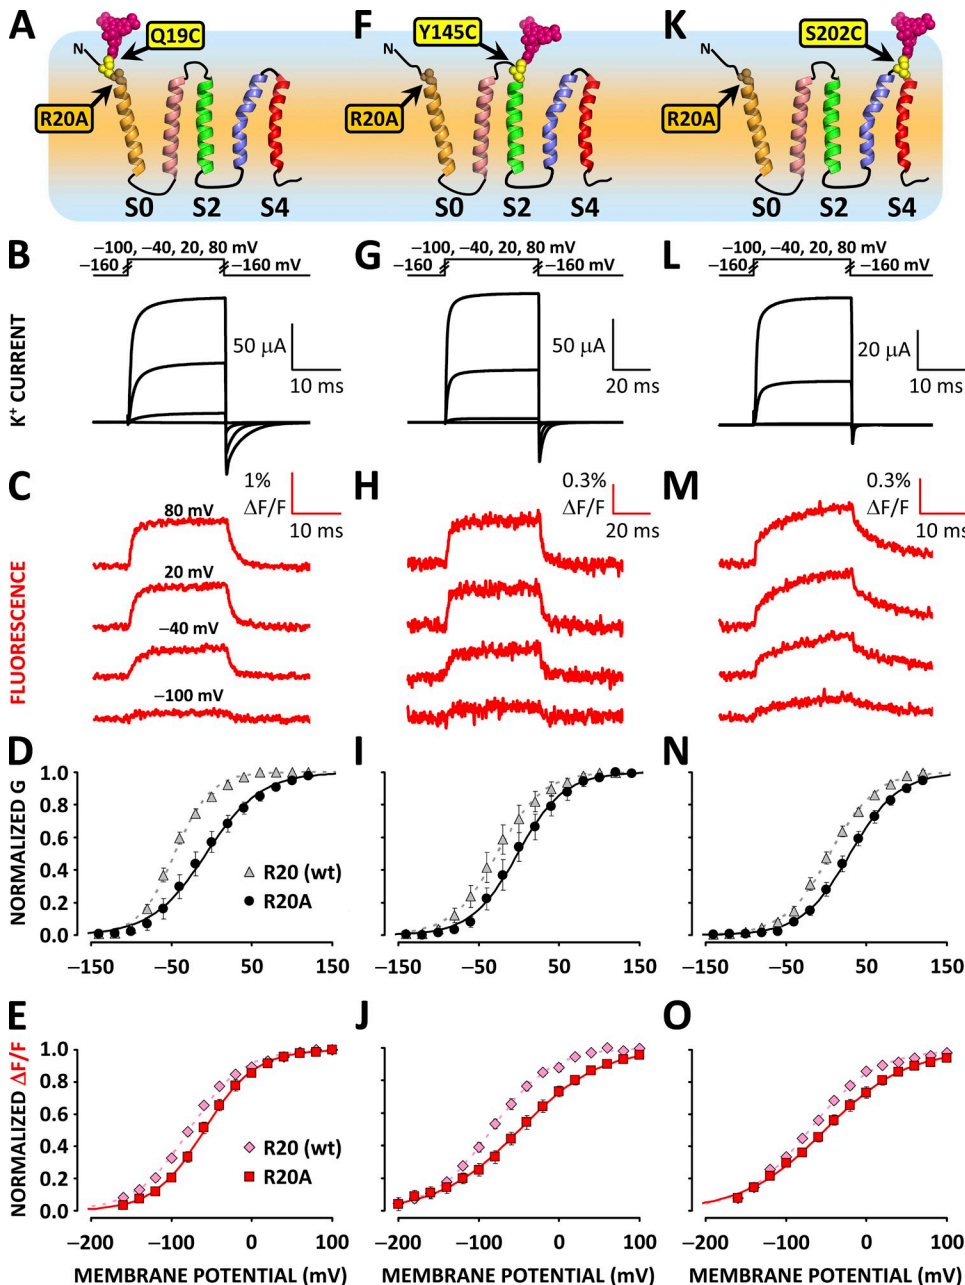 A F K
Q19C Y145C S202C
N N N
R20A R20A R20A
S0 S2 S4 S0 S2 S4 S0 S2 S4
B G L
−100, −40, 20, 80 mV −100, −40, 20, 80 mV −100, −40, 20, 80 mV
−160 −160 mV −160 −160 mV −160 −160 mV
K⁺ CURRENT
50 µA 50 µA 20 µA
10 ms 20 ms 10 ms
C H M
1% 0.3% 0.3%
ΔF/F ΔF/F ΔF/F
10 ms 20 ms 10 ms
FLUORESCENCE
80 mV
20 mV
−40 mV
−100 mV
D I N
NORMALIZED G
1.0
0.8
0.6
0.4
0.2
0.0
R20 (wt)
R20A
−150 −50 50 150 −150 −50 50 150 −150 −50 50 150
E J O
NORMALIZED ΔF/F
1.0
0.8
0.6
0.4
0.2
0.0
R20 (wt)
R20A
−200 −100 0 100 −200 −100 0 100 −200 −100 0 100
MEMBRANE POTENTIAL (mV) MEMBRANE POTENTIAL (mV) MEMBRANE POTENTIAL (mV)